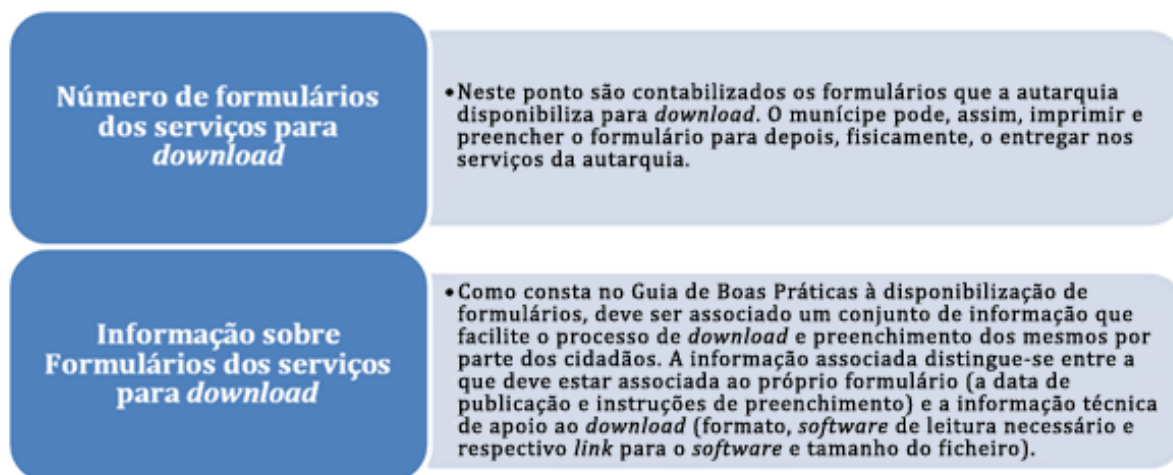 Número de formulários
dos serviços para
download
•Neste ponto são contabilizados os formulários que a autarquia
disponibiliza para download. O munícipe pode, assim, imprimir e
preencher o formulário para depois, fisicamente, o entregar nos
serviços da autarquia.
Informação sobre
Formulários dos serviços
para download
•Como consta no Guia de Boas Práticas à disponibilização de
formulários, deve ser associado um conjunto de informação que
facilite o processo de download e preenchimento dos mesmos por
parte dos cidadãos. A informação associada distingue-se entre a
que deve estar associada ao próprio formulário (a data de
publicação e instruções de preenchimento) e a informação técnica
de apoio ao download (formato, software de leitura necessário e
respectivo link para o software e tamanho do ficheiro).